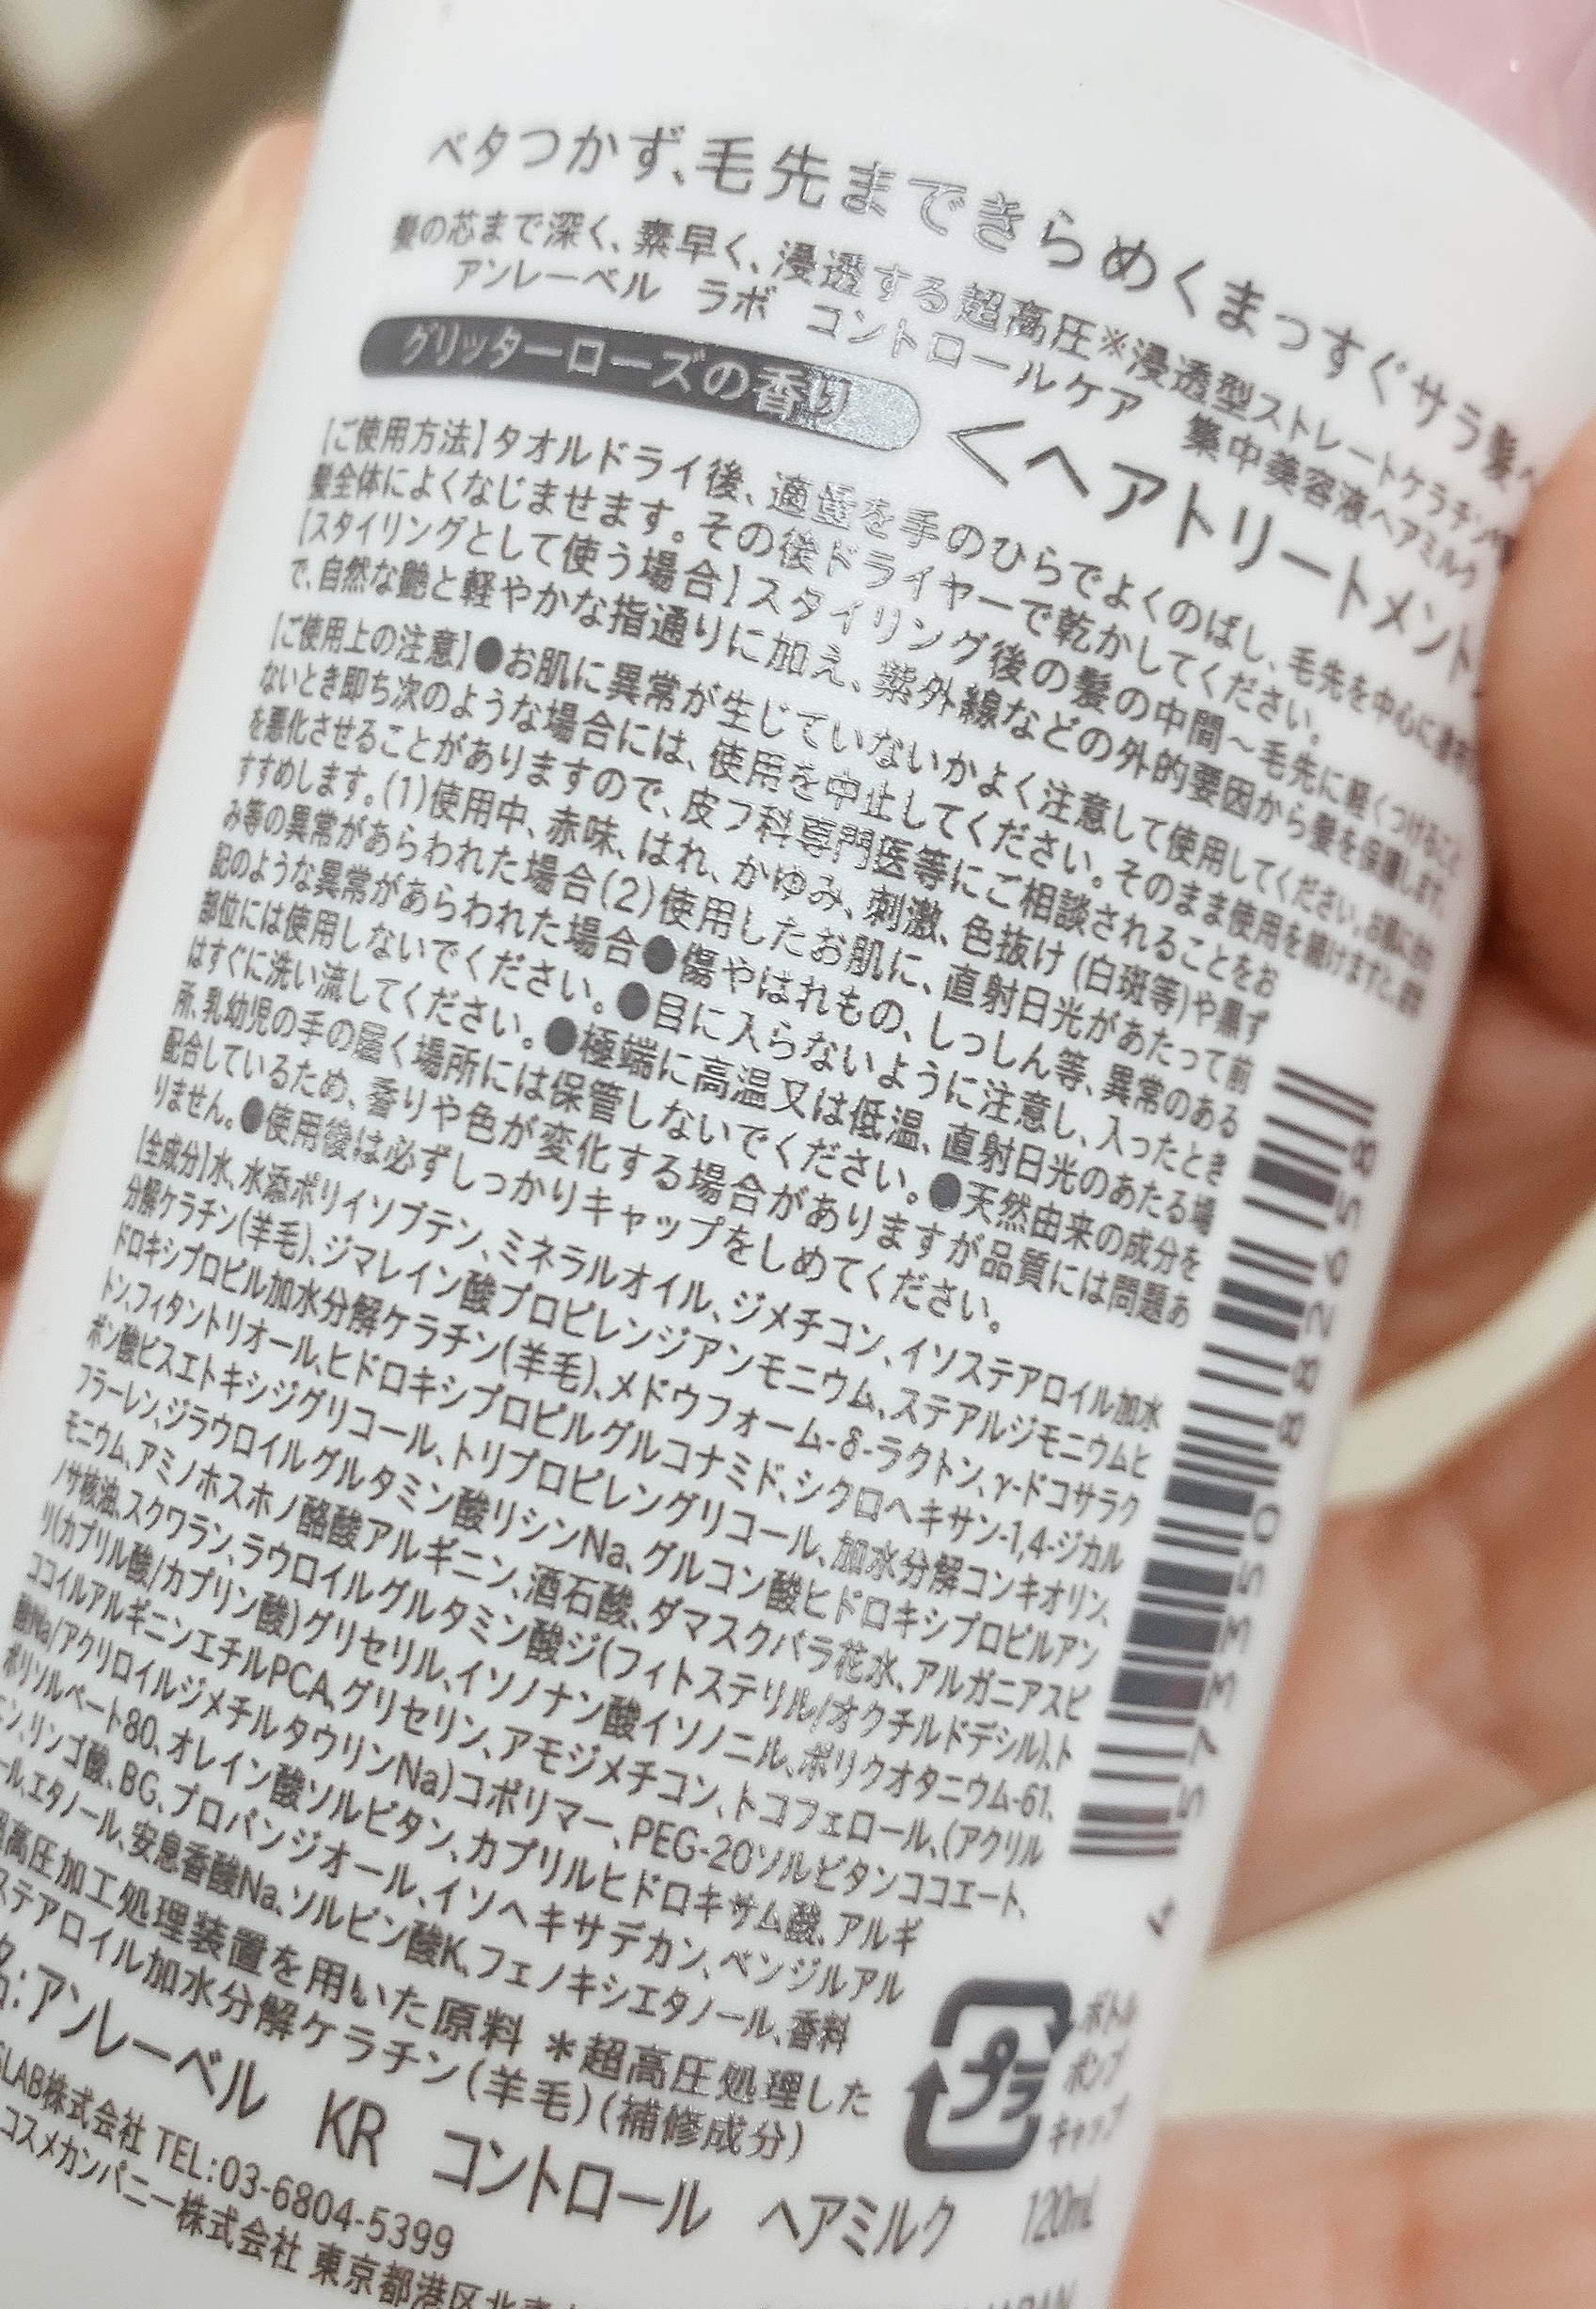 ベタつかず、毛先まできらめくまっすぐサラ髪へ
髪の芯まで深く、素早く、浸透する超高圧※浸透型ストレートケラチン
アンレーベル ラボ コントロールケア 集中美容液ヘアミルク
グリッターローズの香り <ヘアトリートメント
[ご使用方法]タオルドライ後、適量を手のひらでよくのばし、毛先を中心に
髪全体によくなじませます。その後ドライヤーで乾かしてください。
[スタイリングとして使う場合]スタイリング後の髪の中間～毛先に軽くつけること
で、自然な艶と軽やかな指通りに加え、紫外線などの外的要因から髪を保護します。
[ご使用上の注意]●お肌に異常が生じていないかよく注意して使用してください。お肌に合わ
ないとき即ち次のような場合には、使用を中止してください。そのまま使用を続けますと、症状
を悪化させることがありますので、皮フ科専門医等にご相談されることをお
すすめします。(1)使用中、赤味、はれ、かゆみ、刺激、色抜け(白斑等)や黒ず
み等の異常があらわれた場合(2)使用したお肌に、直射日光があたって前
記のような異常があらわれた場合●傷やはれもの、しっしん等、異常のある
部位には使用しないでください。●目に入らないように注意し、入ったとき
はすぐに洗い流してください。●極端に高温又は低温、直射日光のあたる場
所、乳幼児の手の届く場所には保管しないでください。●天然由来の成分を
配合しているため、香りや色が変化する場合がありますが品質には問題あ
りません。●使用後は必ずしっかりキャップをしめてください。
[全成分]水、水添ポリイソブテン、ミネラルオイル、ジメチコン、イソステアロイル加水
分解ケラチン(羊毛)、ジマレイン酸プロピレンジアンモニウム、ステアルジモニウムヒ
ドロキシプロピル加水分解ケラチン(羊毛)、メドウフォーム-δ-ラクトン、γ-ドコサラク
トン、フィタントリオール、ヒドロキシプロピルグルコナミド、シクロヘキサン-1,4-ジカル
ボン酸ビスエトキシジグリコール、トリプロピレングリコール、加水分解コンキオリン、
フラーレン、ジラウロイルグルタミン酸リシンNa、グルコン酸ヒドロキシプロピルアン
モニウム、アミノホスホノ酪酸アルギニン、酒石酸、ダマスクバラ花水、アルガニアスピ
ノサ核油、スクワラン、ラウロイルグルタミン酸ジ(フィトステリル/オクチルドデシル)、ト
リ(カプリル酸/カプリン酸)グリセリル、イソノナン酸イソノニル、ポリクオタニウム-61、
ココイルアルギニンエチルPCA、グリセリン、アモジメチコン、トコフェロール、(アクリル
酸Na/アクリロイルジメチルタウリンNa)コポリマー、PEG-20ソルビタンココエート、
ポリソルベート80、オレイン酸ソルビタン、カプリルヒドロキサム酸、アルギ
ニン、リンゴ酸、BG、プロパンジオール、イソヘキサデカン、ベンジルアル
ール、エタノール、安息香酸Na、ソルビン酸K、フェノキシエタノール、香料
高圧加工処理装置を用いた原料 *超高圧処理した
ステアロイル加水分解ケラチン(羊毛)(補修成分)
アンレーベル KR コントロール ヘアミルク 120mL
LAB株式会社 TEL:03-6804-5399
コスメカンパニー株式会社 東京都港区北
プラ
ボトル
ポンプ
キャップ
4 573350 882658